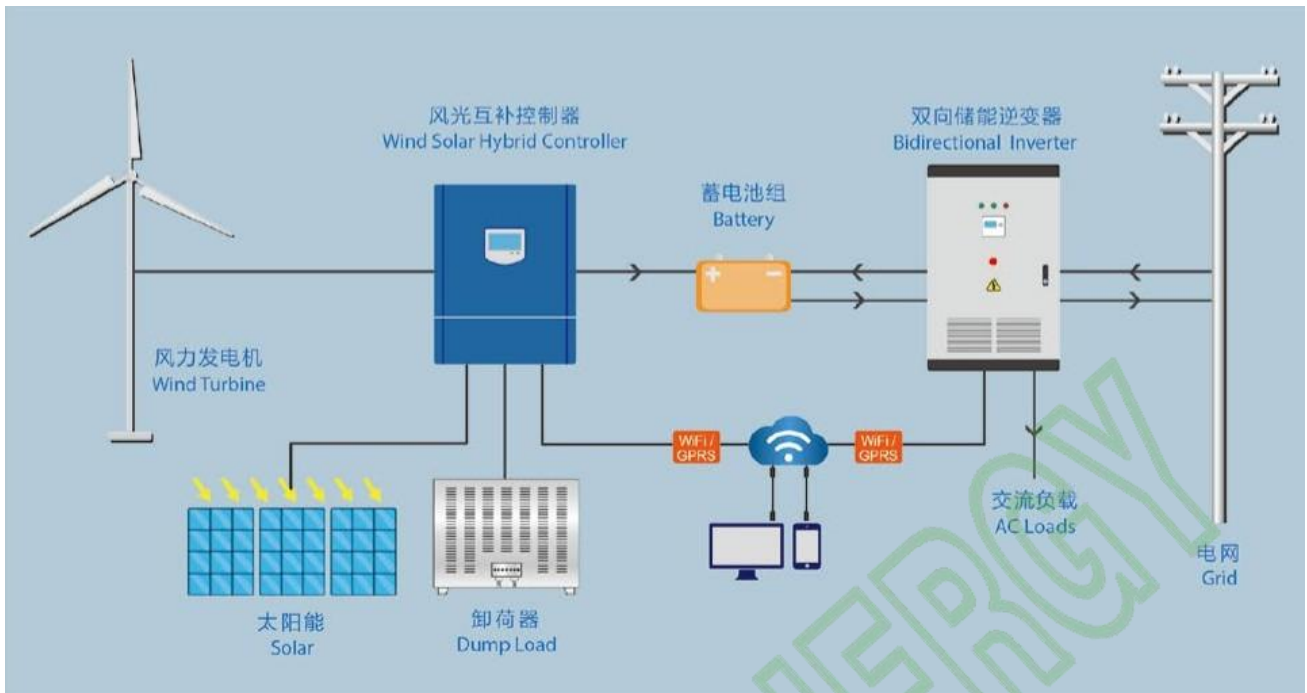 风光互补控制器
Wind Solar Hybrid Controller
双向储能逆变器
Bidirectional Inverter
蓄电池组
Battery
+ −
风力发电机
Wind Turbine
WiFi/
GPRS
WiFi/
GPRS
太阳能
Solar
卸荷器
Dump Load
交流负载
AC Loads
电网
Grid
ERGY